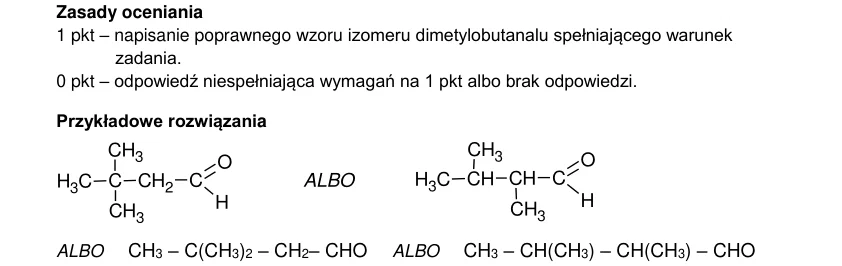 Zasady oceniania
1 pkt – napisanie poprawnego wzoru izomeru dimetylobutanalu spełniającego warunek
zadania.
0 pkt – odpowiedź niespełniająca wymagań na 1 pkt albo brak odpowiedzi.
Przykładowe rozwiązania
CH3 CH3
O O
H3C–C–CH2–C ALBO H3C–CH–CH–C
H H
CH3 CH3
ALBO CH3 – C(CH3)2 – CH2– CHO ALBO CH3 – CH(CH3) – CH(CH3) – CHO